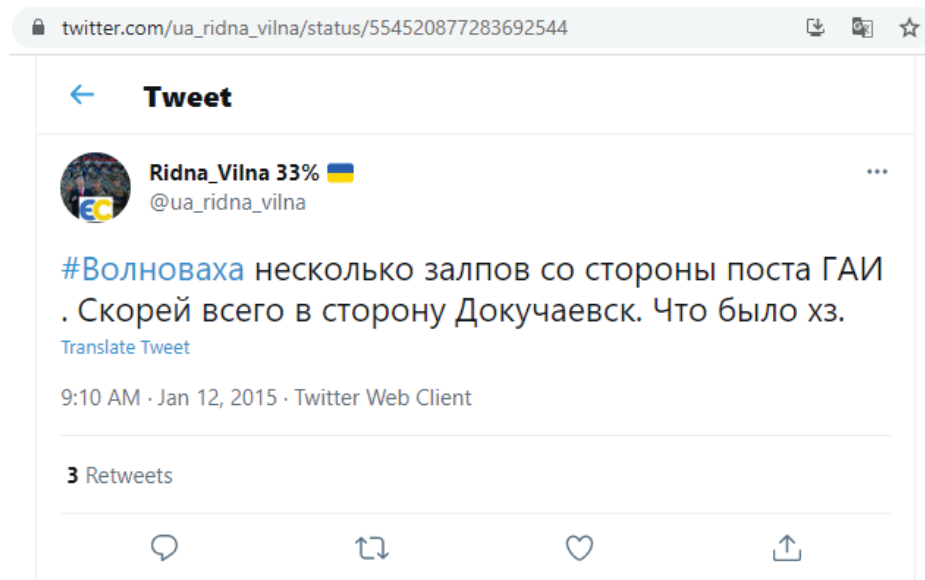 twitter.com/ua_ridna_vilna/status/554520877283692544
Tweet
Ridna_Vilna 33% 🇺🇦
@ua_ridna_vilna
ЄС
#Волноваха несколько залпов со стороны поста ГАИ
. Скорей всего в сторону Докучаевск. Что было хз.
Translate Tweet
9:10 AM · Jan 12, 2015 · Twitter Web Client
3 Retweets